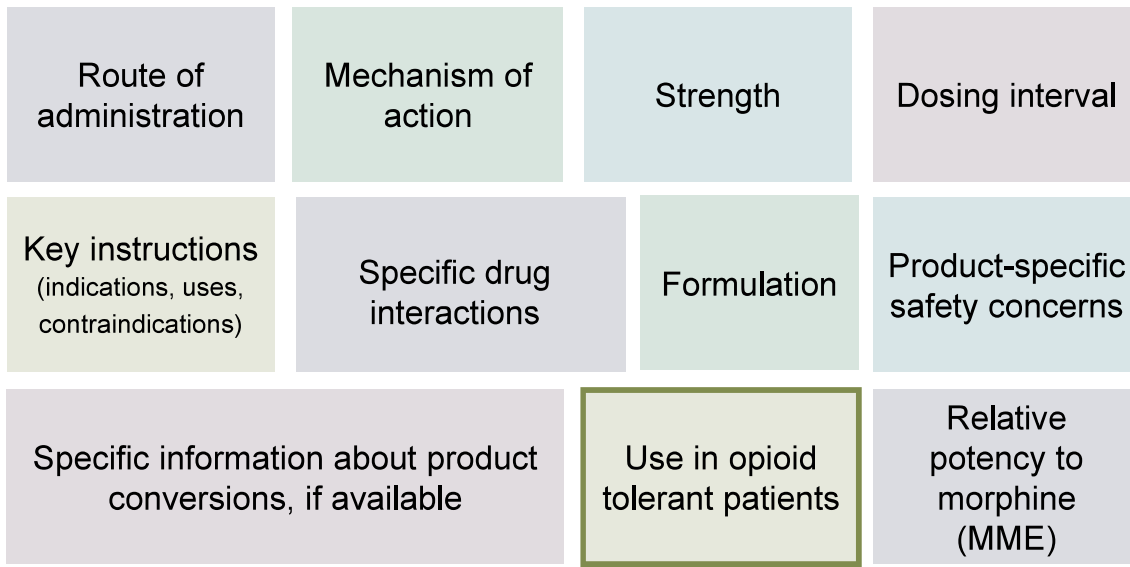 Route of
administration
Mechanism of
action
Strength
Dosing interval
Key instructions
(indications, uses,
contraindications)
Specific drug
interactions
Formulation
Product-specific
safety concerns
Specific information about product
conversions, if available
Use in opioid
tolerant patients
Relative
potency to
morphine
(MME)